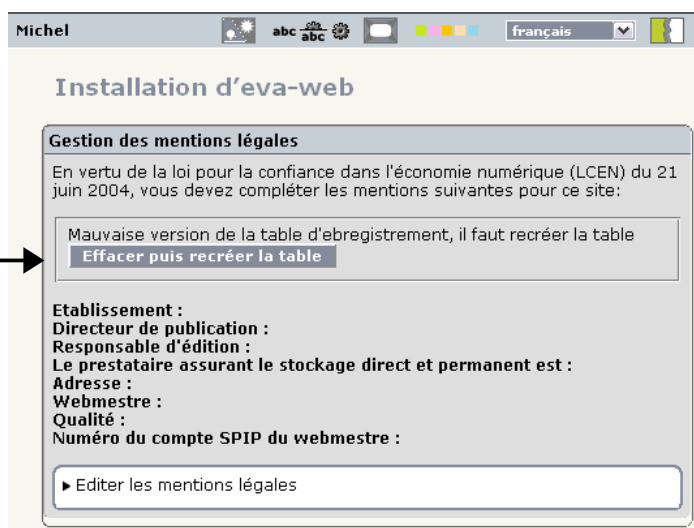 Michel
abc abc abc
français
Installation d’eva-web
Gestion des mentions légales
En vertu de la loi pour la confiance dans l'économie numérique (LCEN) du 21
juin 2004, vous devez compléter les mentions suivantes pour ce site:
Mauvaise version de la table d'ebregistrement, il faut recréer la table
Effacer puis recréer la table
Etablissement :
Directeur de publication :
Responsable d'édition :
Le prestataire assurant le stockage direct et permanent est :
Adresse :
Webmestre :
Qualité :
Numéro du compte SPIP du webmestre :
Editer les mentions légales